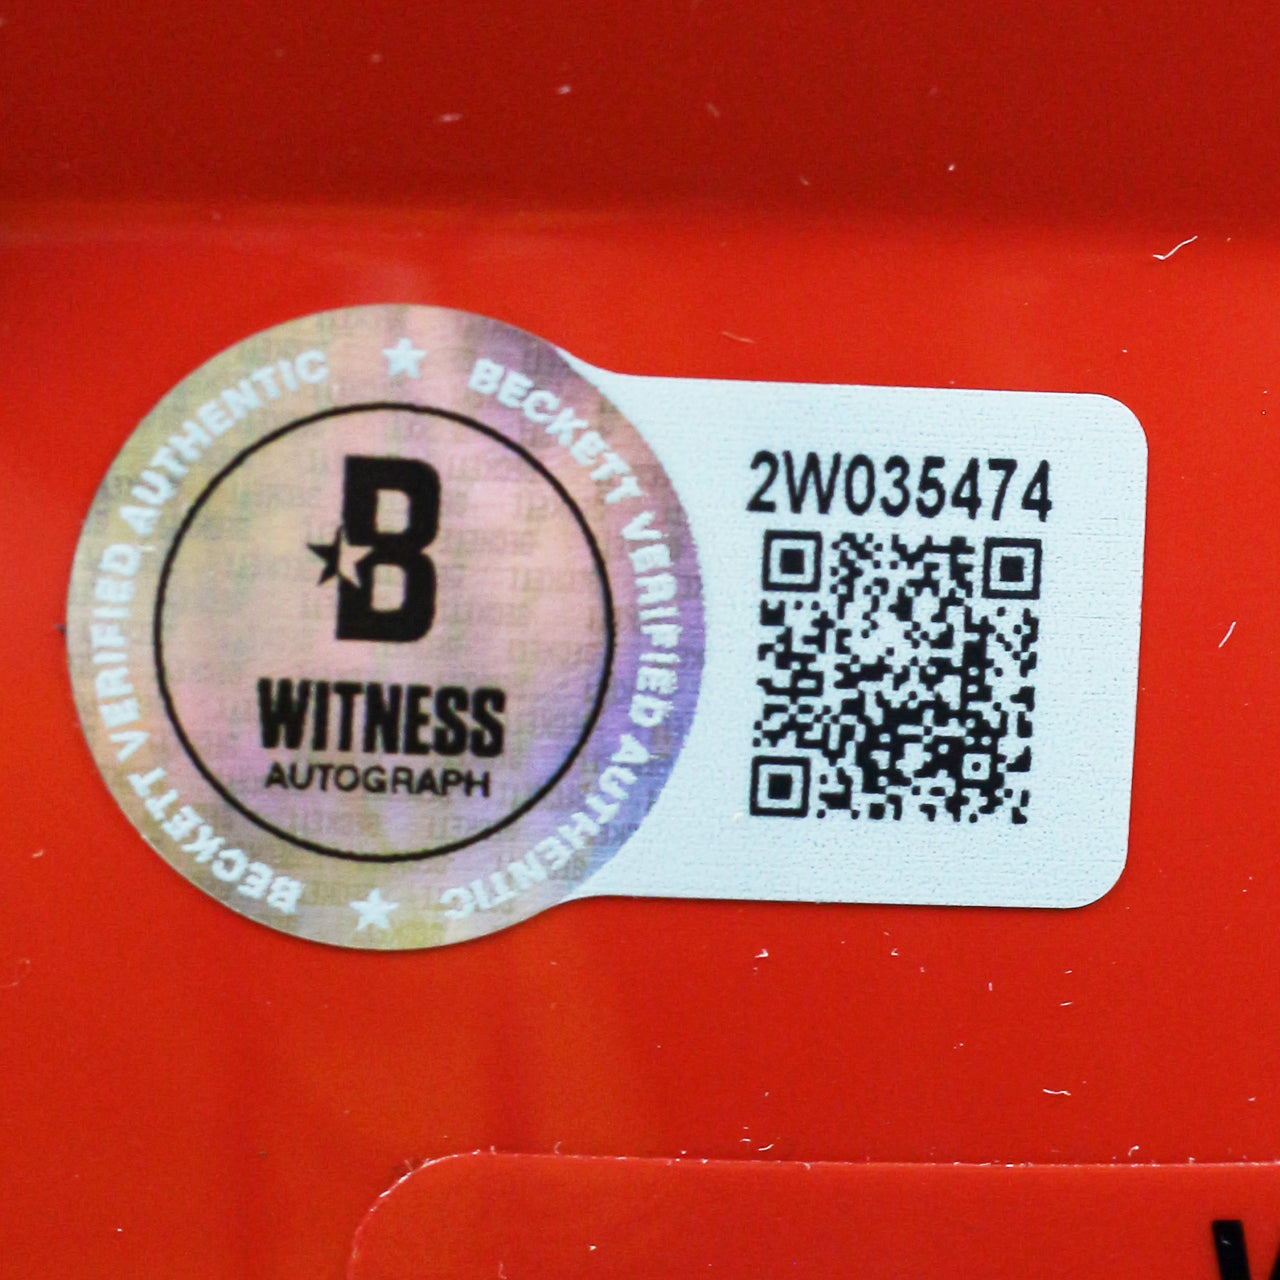 BECKETT VERIFIED AUTHENTIC
BECKETT VERIFIED AUTHENTIC
B
WITNESS
AUTOGRAPH
2W035474